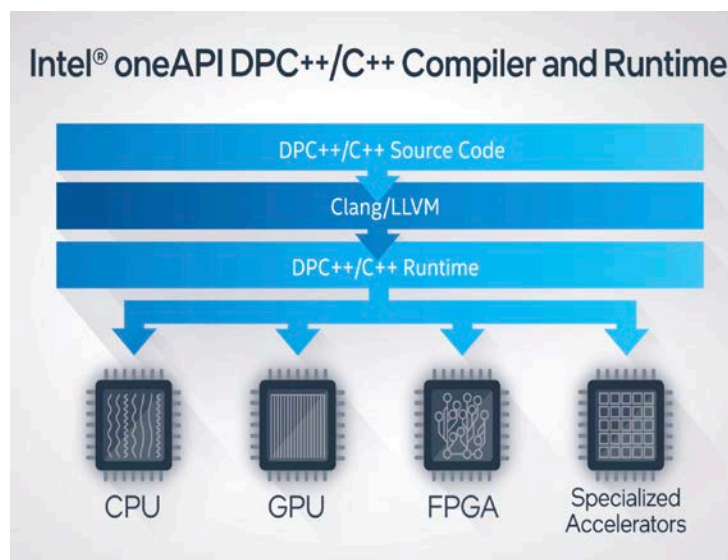 Intel® oneAPI DPC++/C++ Compiler and Runtime
DPC++/C++ Source Code
Clang/LLVM
DPC++/C++ Runtime
CPU
GPU
FPGA
Specialized
Accelerators